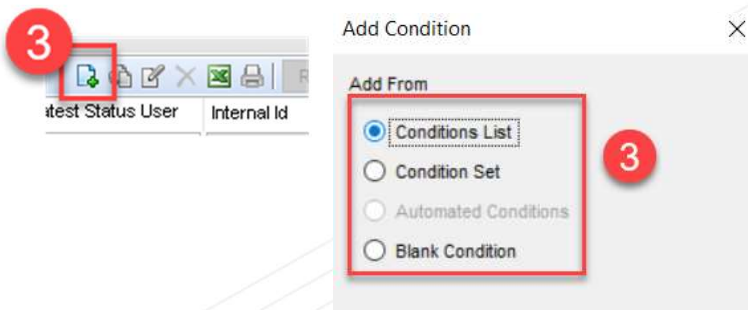 3
atest Status User Internal Id
Add Condition
Add From
Conditions List
Condition Set
Automated Conditions
Blank Condition
3